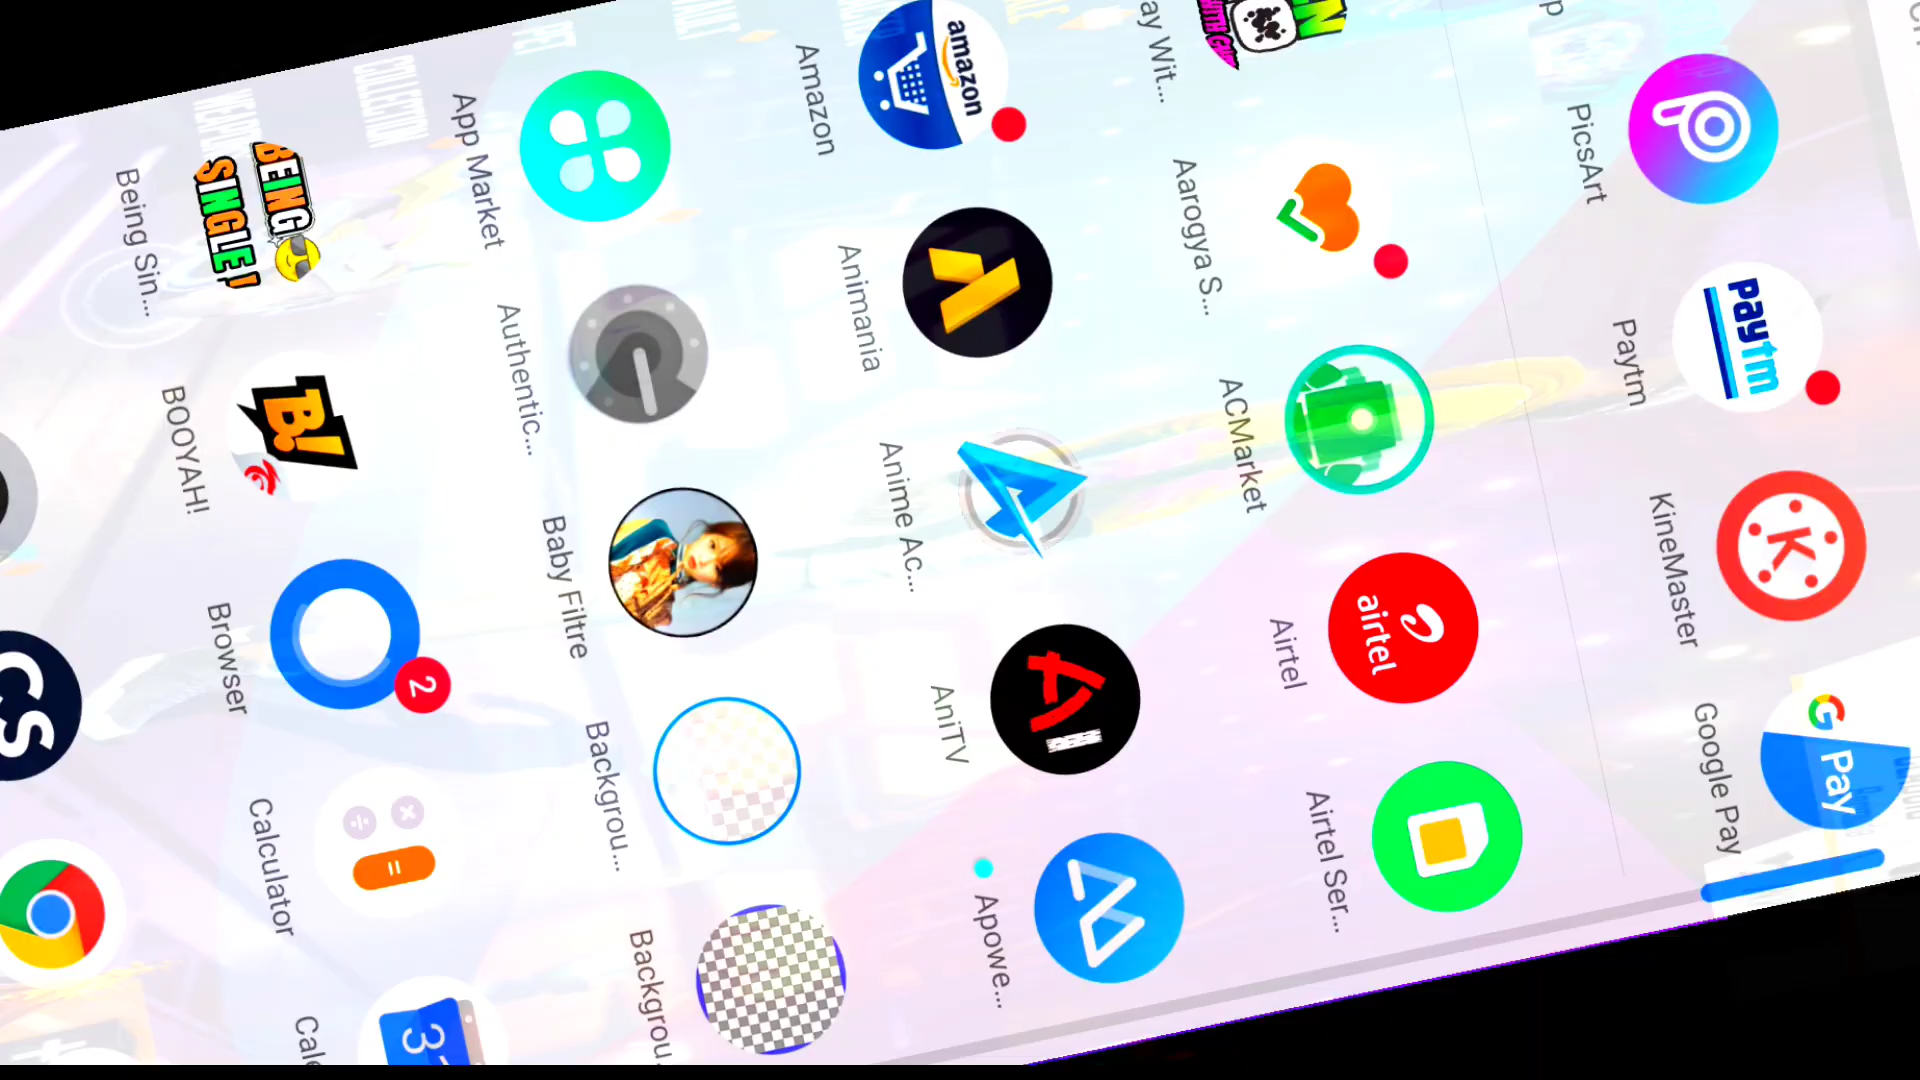 PicsArt
Paytm
paytm
KineMaster
K
Google Pay
G Pay
ay Wit...
Aarogya S...
ACMarket
Airtel
airtel
Airtel Ser...
Amazon
amazon
Animania
Anime Ac...
AniTV
Apowe...
App Market
Authentic...
Baby Filtre
Backgrou...
Backgrou...
Being Sin...
BEING
SINGLE!
BOOYAH!
B!
Browser
2
Calculator
CS